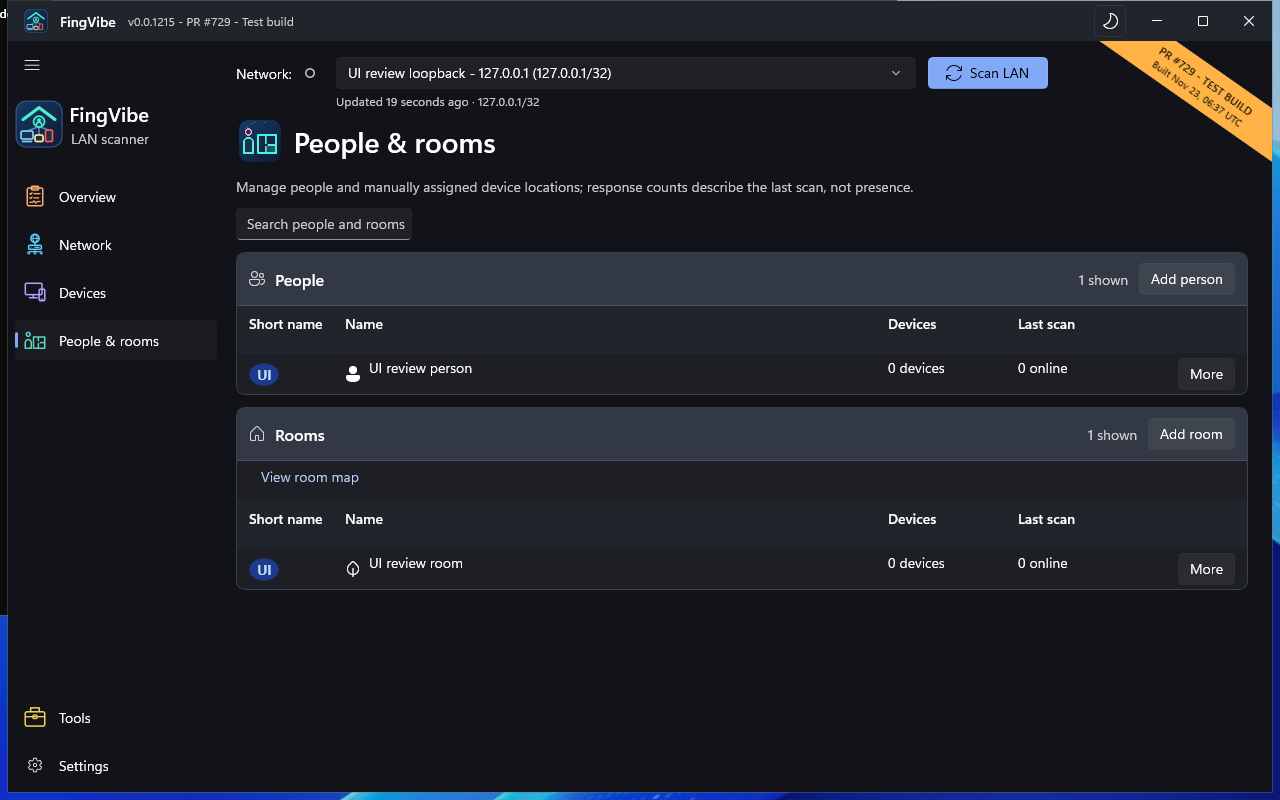 FingVibe v0.0.1215 - PR #729 - Test build
PR #729 - TEST BUILD
Built Nov 23, 06:37 UTC
FingVibe
LAN scanner
Overview
Network
Devices
People & rooms
Tools
Settings
Network: UI review loopback - 127.0.0.1 (127.0.0.1/32) Scan LAN
Updated 19 seconds ago · 127.0.0.1/32
People & rooms
Manage people and manually assigned device locations; response counts describe the last scan, not presence.
Search people and rooms
People 1 shown Add person
Short name Name Devices Last scan
UI UI review person 0 devices 0 online More
Rooms 1 shown Add room
View room map
Short name Name Devices Last scan
UI UI review room 0 devices 0 online More